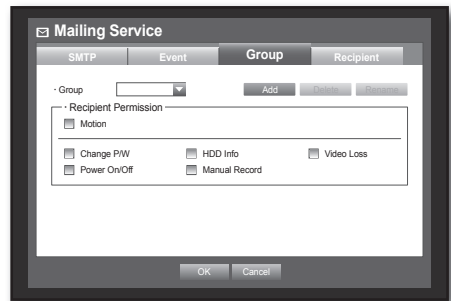 Mailing Service
SMTP Event Group Recipient
· Group Add Delete Rename
· Recipient Permission
Motion
Change P/W HDD Info Video Loss
Power On/Off Manual Record
OK Cancel